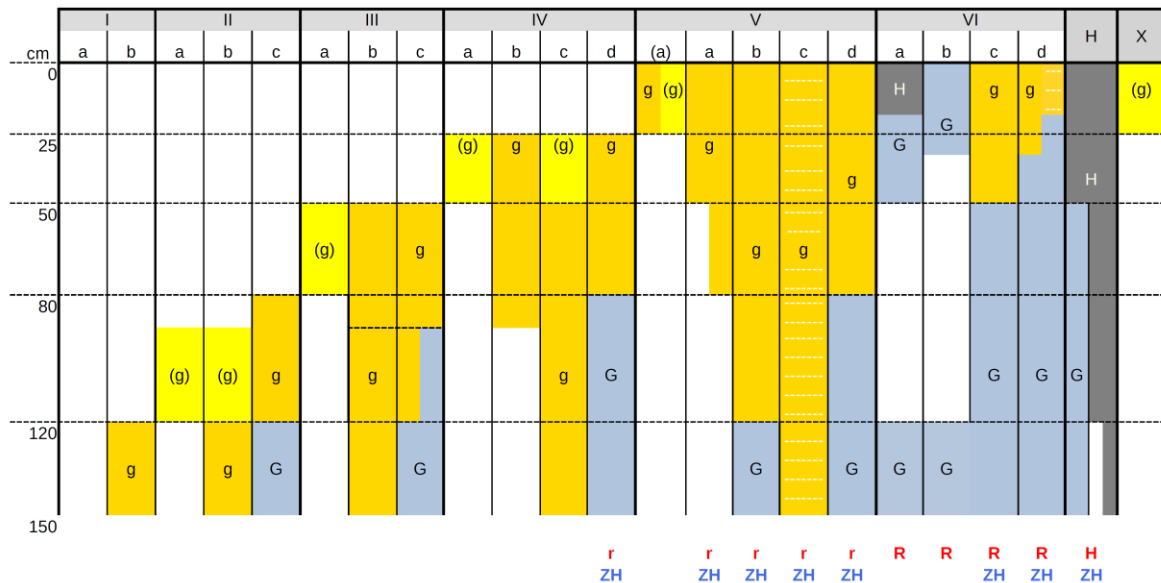 I II III IV V VI H X
cm a b a b c a b c a b c d (a) a b c d a b c d
0
g (g) H g g (g)
G
25
(g) g (g) g g G
g H
50
(g) g g g
80
(g) (g) g g g G G G G
120
g g G G G G G G
150
r r r r r R R R R H
ZH ZH ZH ZH ZH ZH ZH ZH